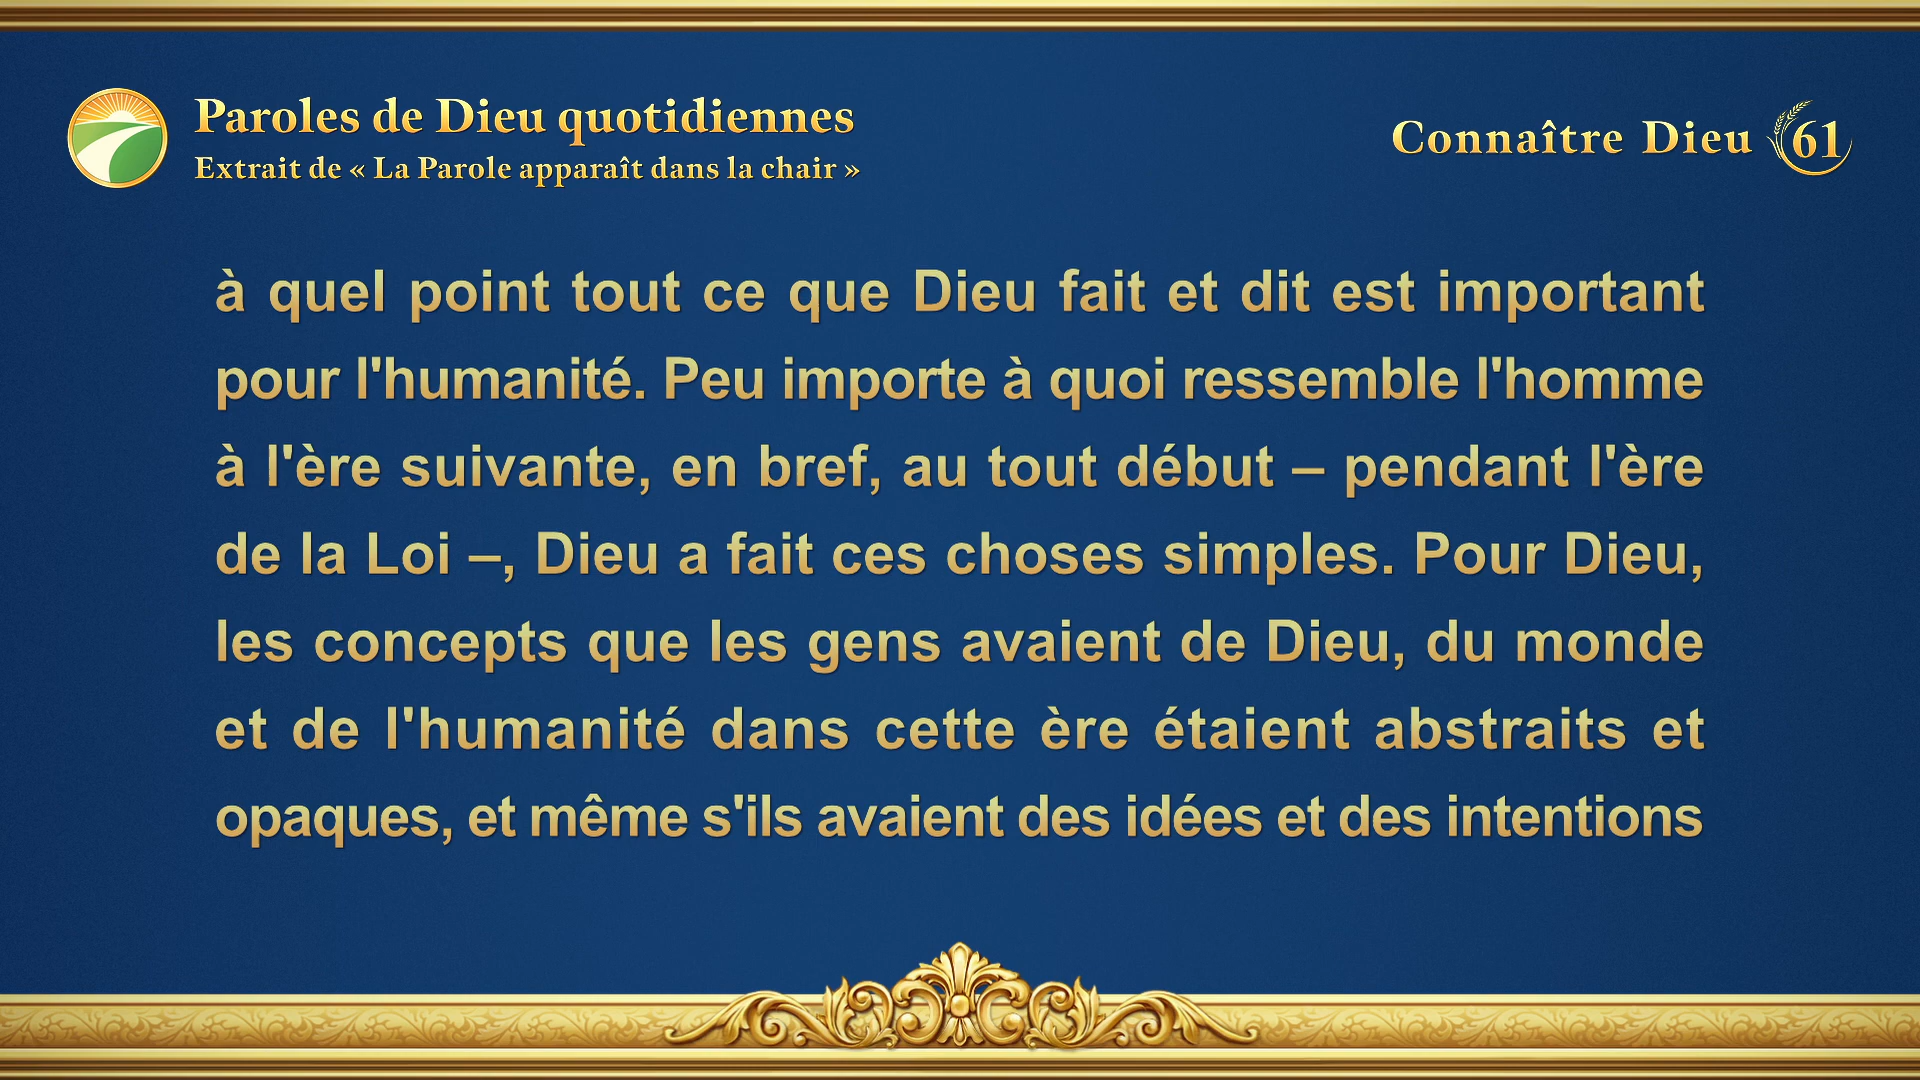 Paroles de Dieu quotidiennes
Extrait de « La Parole apparaît dans la chair »
Connaître Dieu 61
à quel point tout ce que Dieu fait et dit est important
pour l'humanité. Peu importe à quoi ressemble l'homme
à l'ère suivante, en bref, au tout début – pendant l'ère
de la Loi –, Dieu a fait ces choses simples. Pour Dieu,
les concepts que les gens avaient de Dieu, du monde
et de l'humanité dans cette ère étaient abstraits et
opaques, et même s'ils avaient des idées et des intentions